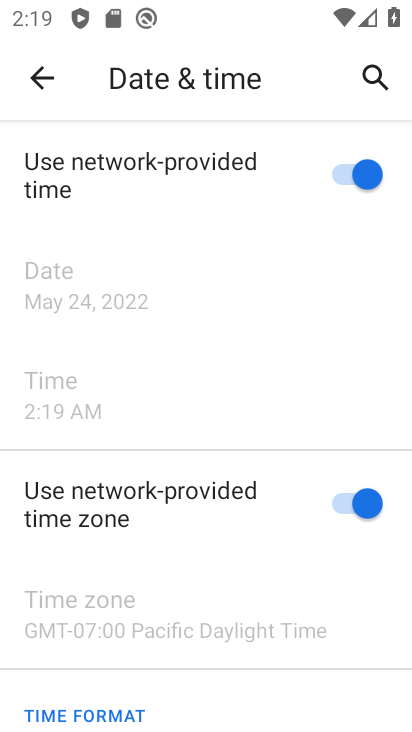 2:19
Date & time
Use network-provided
time
Date
May 24, 2022
Time
2:19 AM
Use network-provided
time zone
Time zone
GMT-07:00 Pacific Daylight Time
TIME FORMAT